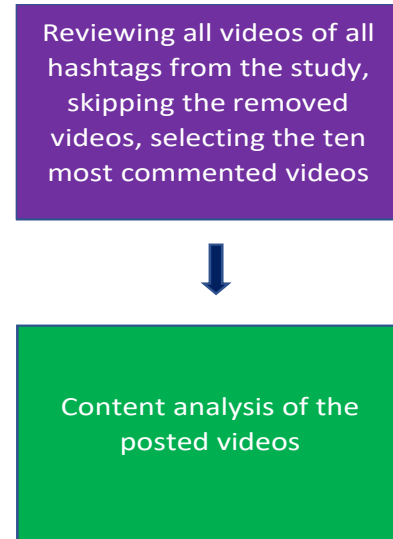 Reviewing all videos of all
hashtags from the study,
skipping the removed
videos, selecting the ten
most commented videos
Content analysis of the
posted videos